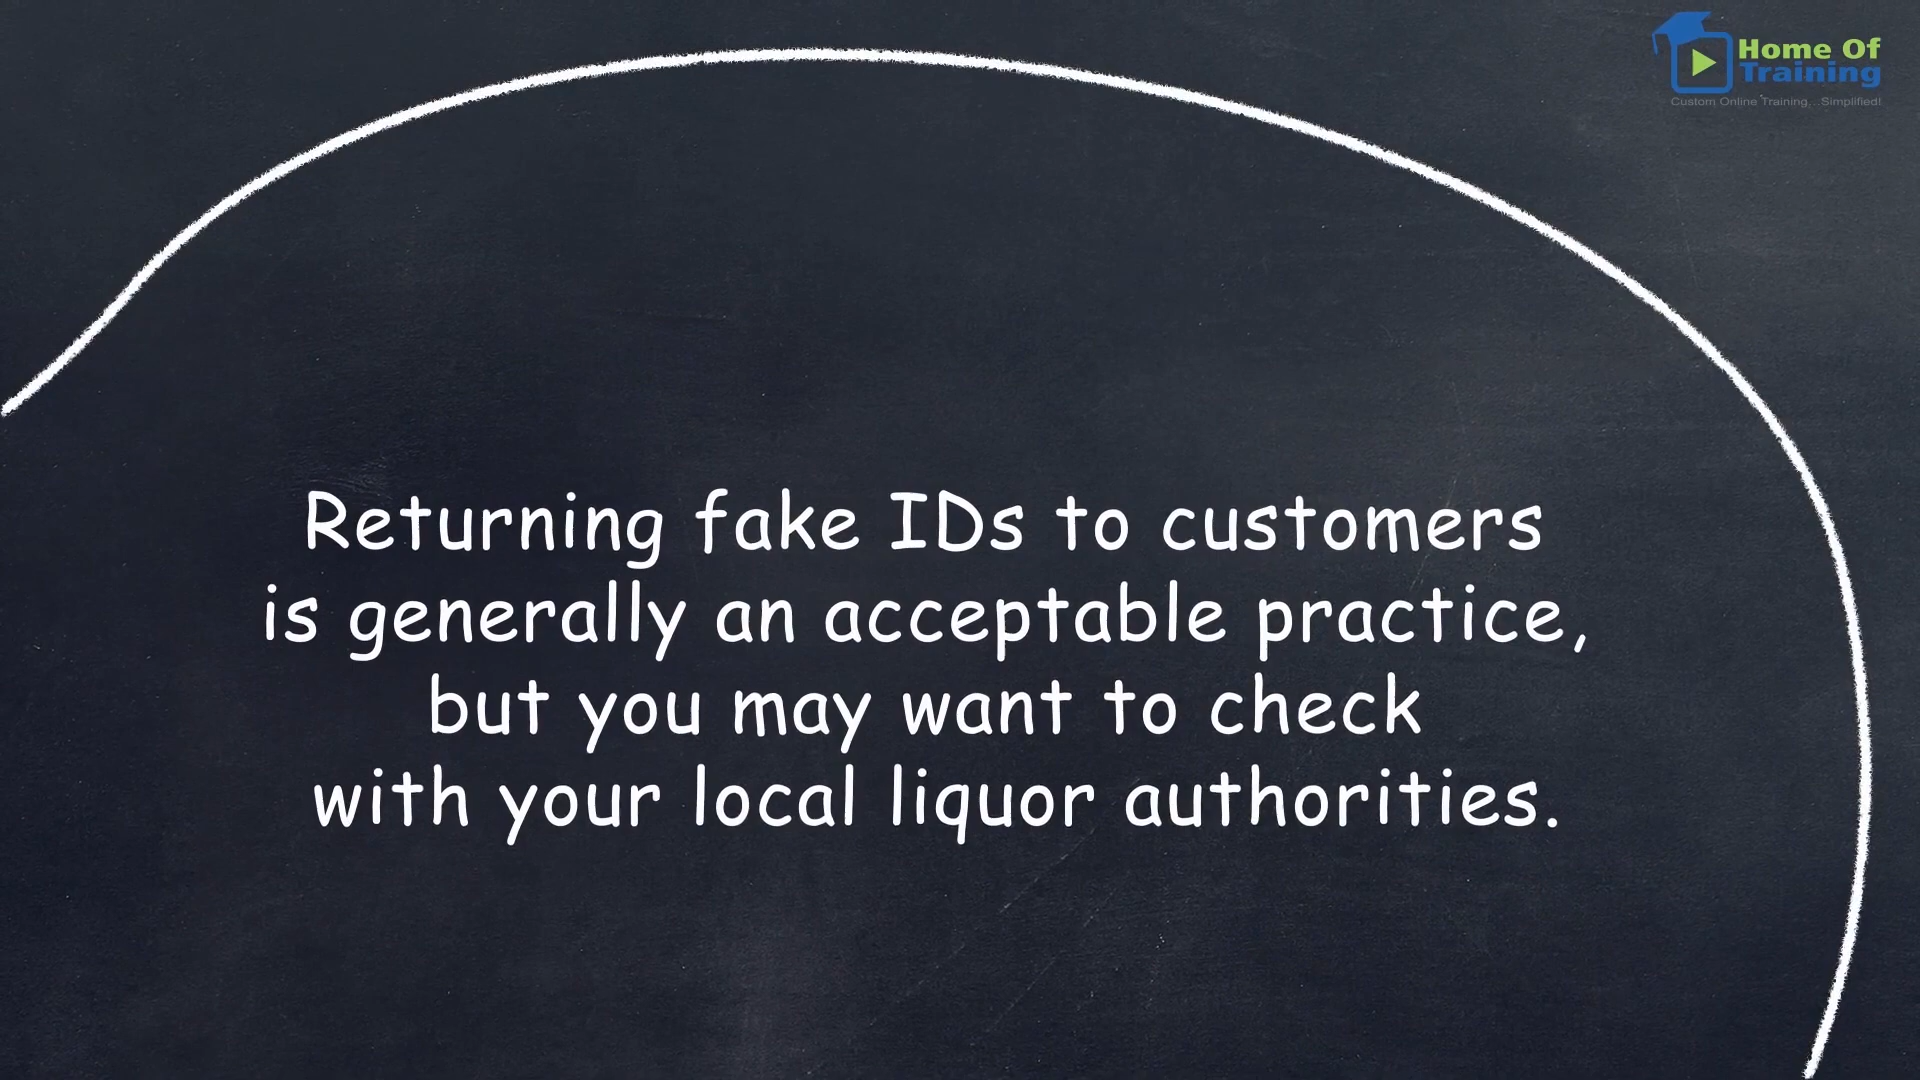 Home Of
Training
Custom Online Training...Simplified!
Returning fake IDs to customers
is generally an acceptable practice,
but you may want to check
with your local liquor authorities.